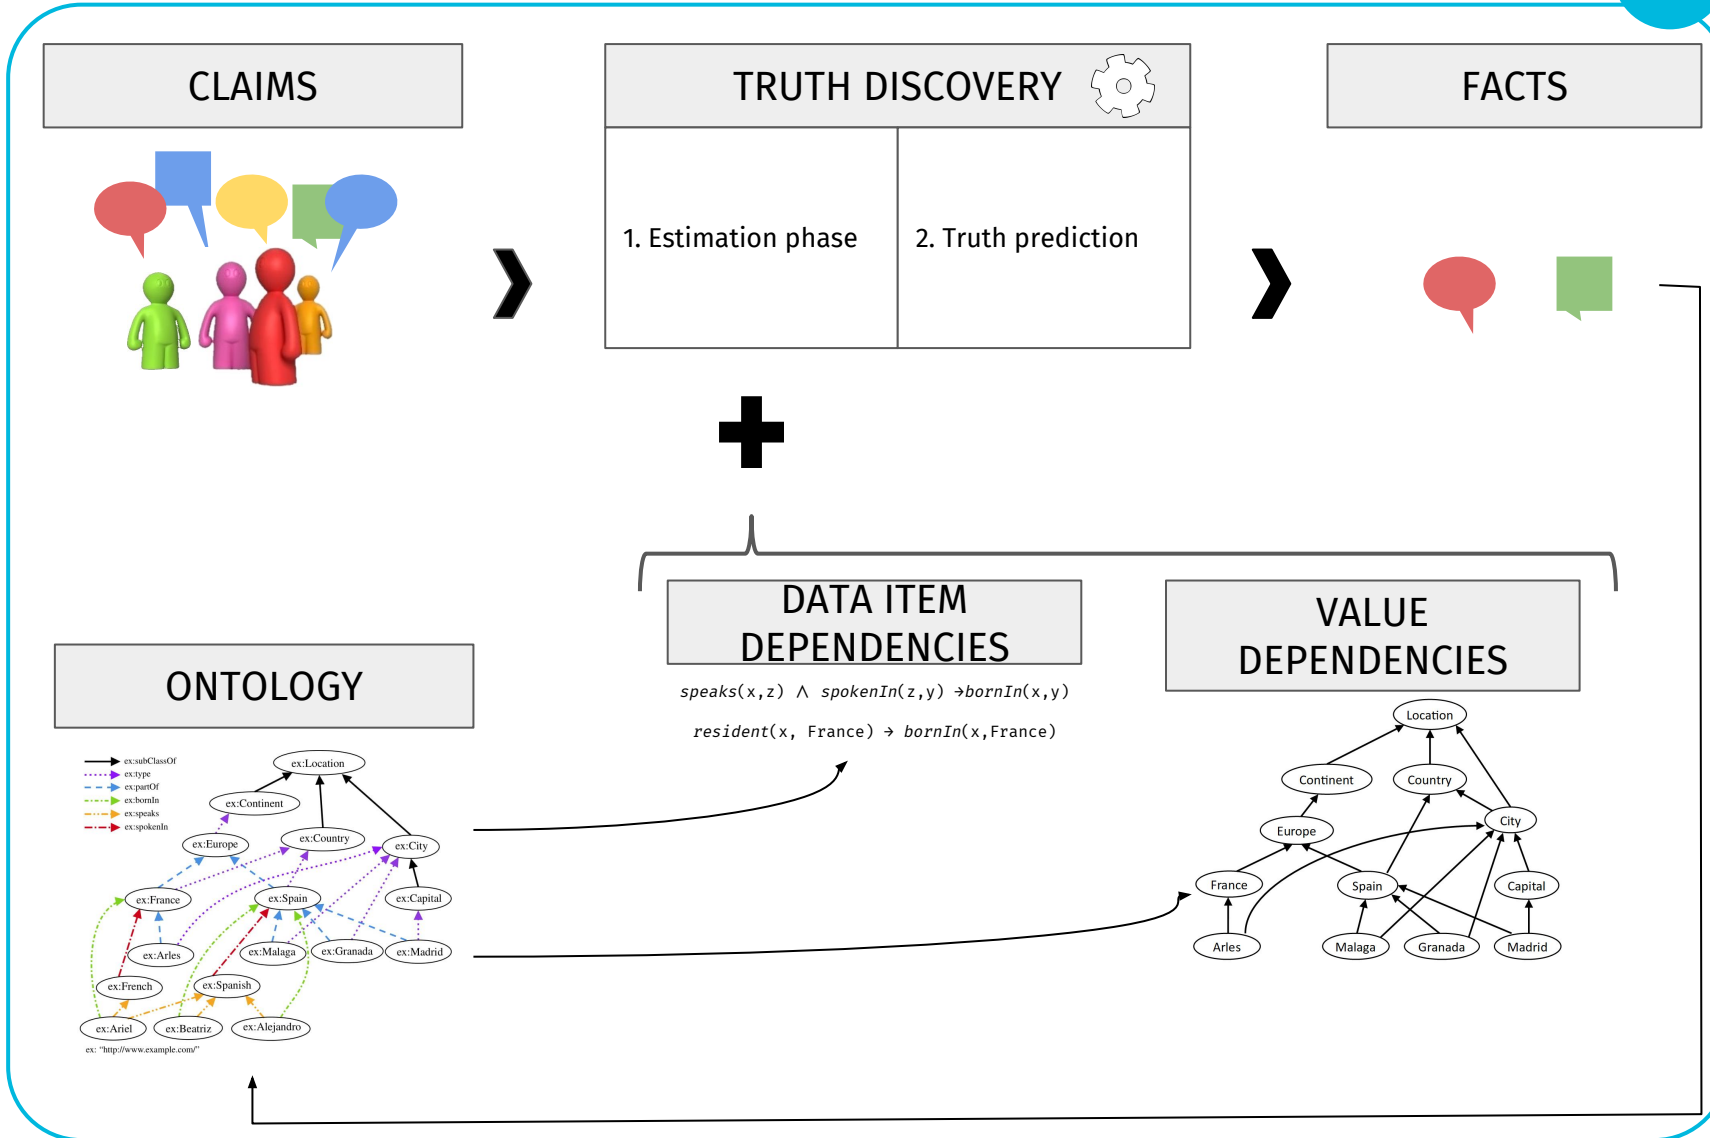 CLAIMS
TRUTH DISCOVERY
FACTS
1. Estimation phase
2. Truth prediction
DATA ITEM
DEPENDENCIES
speaks(x,z) ∧ spokenIn(z,y) →bornIn(x,y)
resident(x, France) → bornIn(x,France)
VALUE
DEPENDENCIES
Location
Continent
Country
City
Europe
France
Spain
Capital
Arles
Malaga
Granada
Madrid
ONTOLOGY
ex:subClassOf
ex:type
ex:partOf
ex:bornIn
ex:speaks
ex:spokenIn
ex:Location
ex:Continent
ex:Country
ex:Europe
ex:City
ex:France
ex:Spain
ex:Capital
ex:Arles
ex:Malaga
ex:Granada
ex:Madrid
ex:French
ex:Spanish
ex:Ariel
ex:Beatriz
ex:Alejandro
ex: "http://www.example.com/"